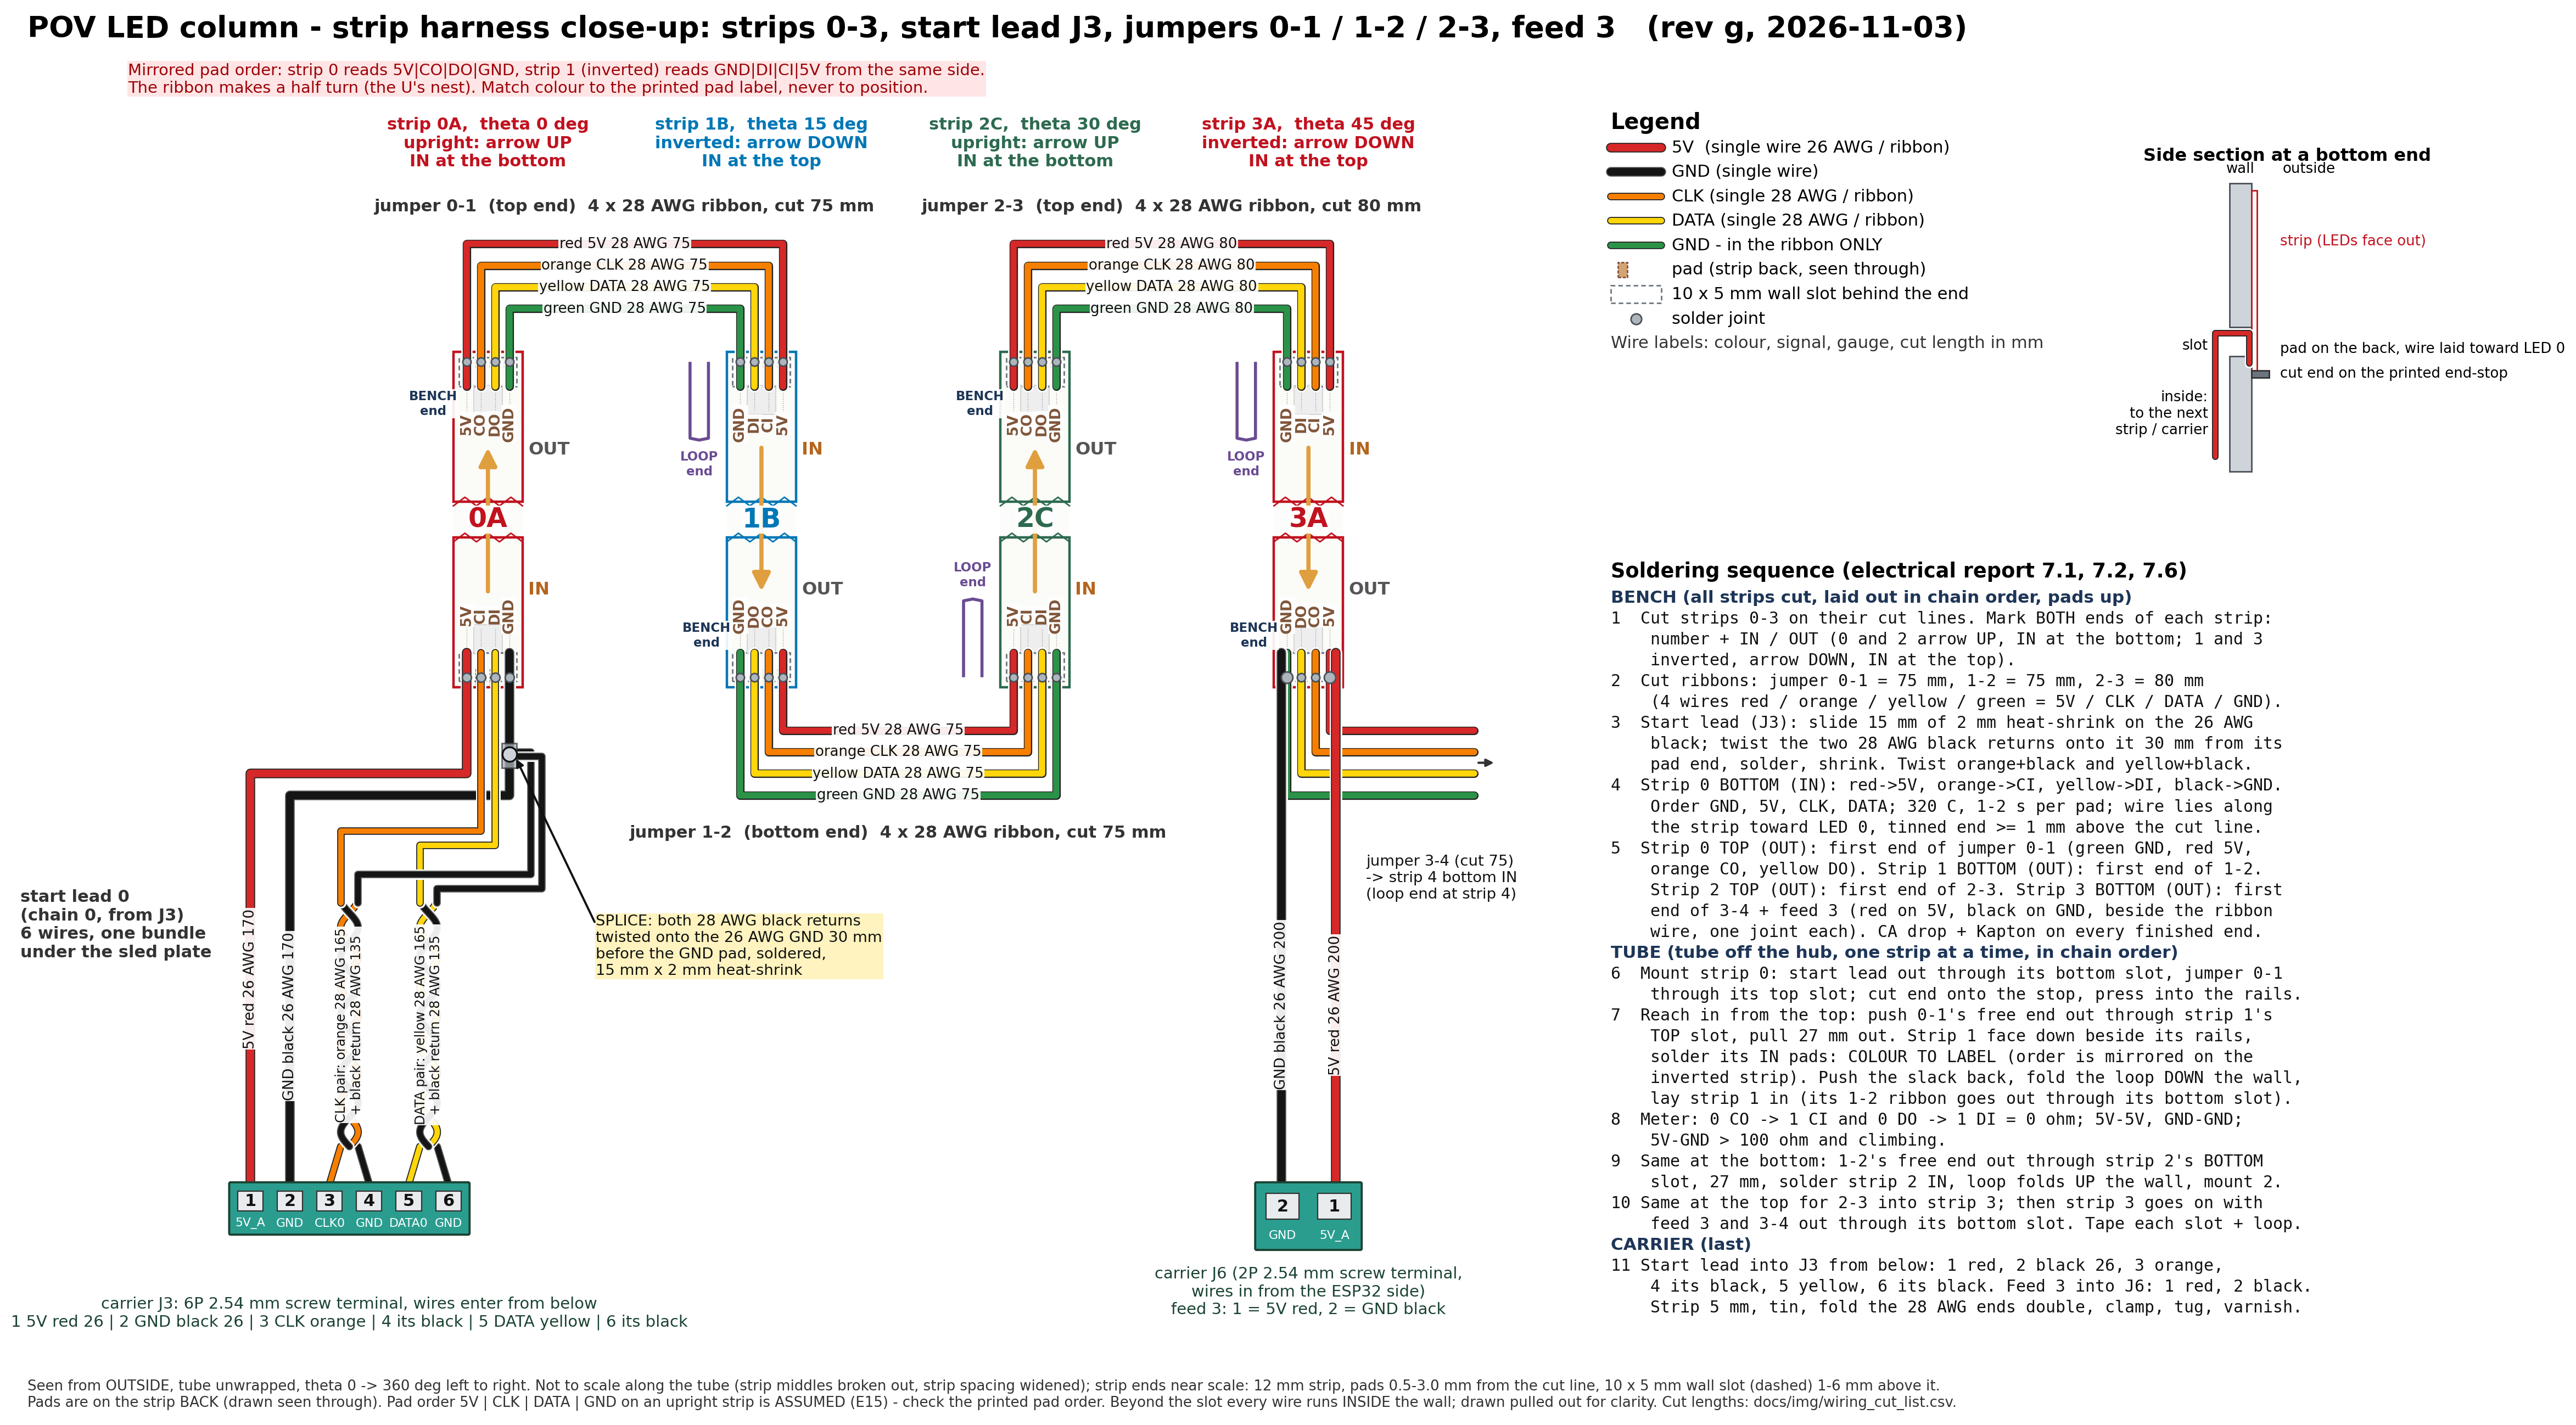 POV LED column - strip harness close-up: strips 0-3, start lead J3, jumpers 0-1 / 1-2 / 2-3, feed 3   (rev g, 2026-11-03)
Mirrored pad order: strip 0 reads 5V|CO|DO|GND, strip 1 (inverted) reads GND|DI|CI|5V from the same side.
The ribbon makes a half turn (the U's nest). Match colour to the printed pad label, never to position.
strip 0A,  theta 0 deg
upright: arrow UP
IN at the bottom
strip 1B,  theta 15 deg
inverted: arrow DOWN
IN at the top
strip 2C,  theta 30 deg
upright: arrow UP
IN at the bottom
strip 3A,  theta 45 deg
inverted: arrow DOWN
IN at the top
jumper 0-1  (top end)  4 x 28 AWG ribbon, cut 75 mm
jumper 2-3  (top end)  4 x 28 AWG ribbon, cut 80 mm
red 5V 28 AWG 75
orange CLK 28 AWG 75
yellow DATA 28 AWG 75
green GND 28 AWG 75
red 5V 28 AWG 80
orange CLK 28 AWG 80
yellow DATA 28 AWG 80
green GND 28 AWG 80
BENCH
end
5V
CO
DO
GND
OUT
LOOP
end
GND
DI
CI
5V
IN
BENCH
end
5V
CO
DO
GND
OUT
LOOP
end
GND
DI
CI
5V
IN
0A
1B
2C
3A
5V
CI
DI
GND
IN
BENCH
end
GND
DO
CO
5V
OUT
LOOP
end
5V
CI
DI
GND
IN
BENCH
end
GND
DO
CO
5V
OUT
red 5V 28 AWG 75
orange CLK 28 AWG 75
yellow DATA 28 AWG 75
green GND 28 AWG 75
jumper 1-2  (bottom end)  4 x 28 AWG ribbon, cut 75 mm
jumper 3-4 (cut 75)
-> strip 4 bottom IN
(loop end at strip 4)
start lead 0
(chain 0, from J3)
6 wires, one bundle
under the sled plate
SPLICE: both 28 AWG black returns
twisted onto the 26 AWG GND 30 mm
before the GND pad, soldered,
15 mm x 2 mm heat-shrink
5V red 26 AWG 170
GND black 26 AWG 170
CLK pair: orange 28 AWG 165
+ black return 28 AWG 135
DATA pair: yellow 28 AWG 165
+ black return 28 AWG 135
GND black 26 AWG 200
5V red 26 AWG 200
1 2 3 4 5 6
5V_A GND CLK0 GND DATA0 GND
2 1
GND 5V_A
carrier J3: 6P 2.54 mm screw terminal, wires enter from below
1 5V red 26 | 2 GND black 26 | 3 CLK orange | 4 its black | 5 DATA yellow | 6 its black
carrier J6 (2P 2.54 mm screw terminal,
wires in from the ESP32 side)
feed 3: 1 = 5V red, 2 = GND black
Legend
5V  (single wire 26 AWG / ribbon)
GND (single wire)
CLK (single 28 AWG / ribbon)
DATA (single 28 AWG / ribbon)
GND - in the ribbon ONLY
pad (strip back, seen through)
10 x 5 mm wall slot behind the end
solder joint
Wire labels: colour, signal, gauge, cut length in mm
Side section at a bottom end
wall outside
strip (LEDs face out)
slot
pad on the back, wire laid toward LED 0
cut end on the printed end-stop
inside:
to the next
strip / carrier
Soldering sequence (electrical report 7.1, 7.2, 7.6)
BENCH (all strips cut, laid out in chain order, pads up)
1  Cut strips 0-3 on their cut lines. Mark BOTH ends of each strip:
number + IN / OUT (0 and 2 arrow UP, IN at the bottom; 1 and 3
inverted, arrow DOWN, IN at the top).
2  Cut ribbons: jumper 0-1 = 75 mm, 1-2 = 75 mm, 2-3 = 80 mm
(4 wires red / orange / yellow / green = 5V / CLK / DATA / GND).
3  Start lead (J3): slide 15 mm of 2 mm heat-shrink on the 26 AWG
black; twist the two 28 AWG black returns onto it 30 mm from its
pad end, solder, shrink. Twist orange+black and yellow+black.
4  Strip 0 BOTTOM (IN): red->5V, orange->CI, yellow->DI, black->GND.
Order GND, 5V, CLK, DATA; 320 C, 1-2 s per pad; wire lies along
the strip toward LED 0, tinned end >= 1 mm above the cut line.
5  Strip 0 TOP (OUT): first end of jumper 0-1 (green GND, red 5V,
orange CO, yellow DO). Strip 1 BOTTOM (OUT): first end of 1-2.
Strip 2 TOP (OUT): first end of 2-3. Strip 3 BOTTOM (OUT): first
end of 3-4 + feed 3 (red on 5V, black on GND, beside the ribbon
wire, one joint each). CA drop + Kapton on every finished end.
TUBE (tube off the hub, one strip at a time, in chain order)
6  Mount strip 0: start lead out through its bottom slot, jumper 0-1
through its top slot; cut end onto the stop, press into the rails.
7  Reach in from the top: push 0-1's free end out through strip 1's
TOP slot, pull 27 mm out. Strip 1 face down beside its rails,
solder its IN pads: COLOUR TO LABEL (order is mirrored on the
inverted strip). Push the slack back, fold the loop DOWN the wall,
lay strip 1 in (its 1-2 ribbon goes out through its bottom slot).
8  Meter: 0 CO -> 1 CI and 0 DO -> 1 DI = 0 ohm; 5V-5V, GND-GND;
5V-GND > 100 ohm and climbing.
9  Same at the bottom: 1-2's free end out through strip 2's BOTTOM
slot, 27 mm, solder strip 2 IN, loop folds UP the wall, mount 2.
10 Same at the top for 2-3 into strip 3; then strip 3 goes on with
feed 3 and 3-4 out through its bottom slot. Tape each slot + loop.
CARRIER (last)
11 Start lead into J3 from below: 1 red, 2 black 26, 3 orange,
4 its black, 5 yellow, 6 its black. Feed 3 into J6: 1 red, 2 black.
Strip 5 mm, tin, fold the 28 AWG ends double, clamp, tug, varnish.
Seen from OUTSIDE, tube unwrapped, theta 0 -> 360 deg left to right. Not to scale along the tube (strip middles broken out, strip spacing widened); strip ends near scale: 12 mm strip, pads 0.5-3.0 mm from the cut line, 10 x 5 mm wall slot (dashed) 1-6 mm above it.
Pads are on the strip BACK (drawn seen through). Pad order 5V | CLK | DATA | GND on an upright strip is ASSUMED (E15) - check the printed pad order. Beyond the slot every wire runs INSIDE the wall; drawn pulled out for clarity. Cut lengths: docs/img/wiring_cut_list.csv.